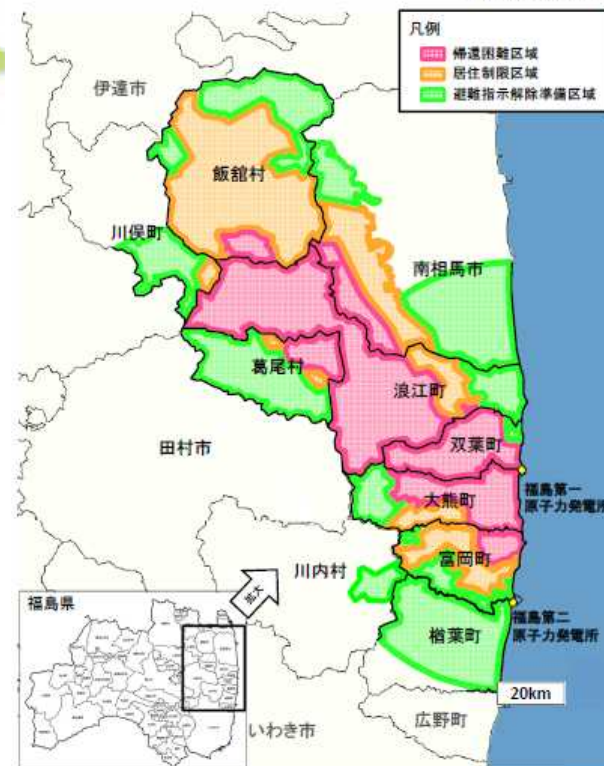 凡例
帰還困難区域
居住制限区域
避難指示解除準備区域
伊達市
飯舘村
川俣町
南相馬市
葛尾村
浪江町
田村市
双葉町
福島第一
原子力発電所
大熊町
富岡町
川内村
福島県
拡大
福島第二
原子力発電所
楢葉町
20km
いわき市
広野町